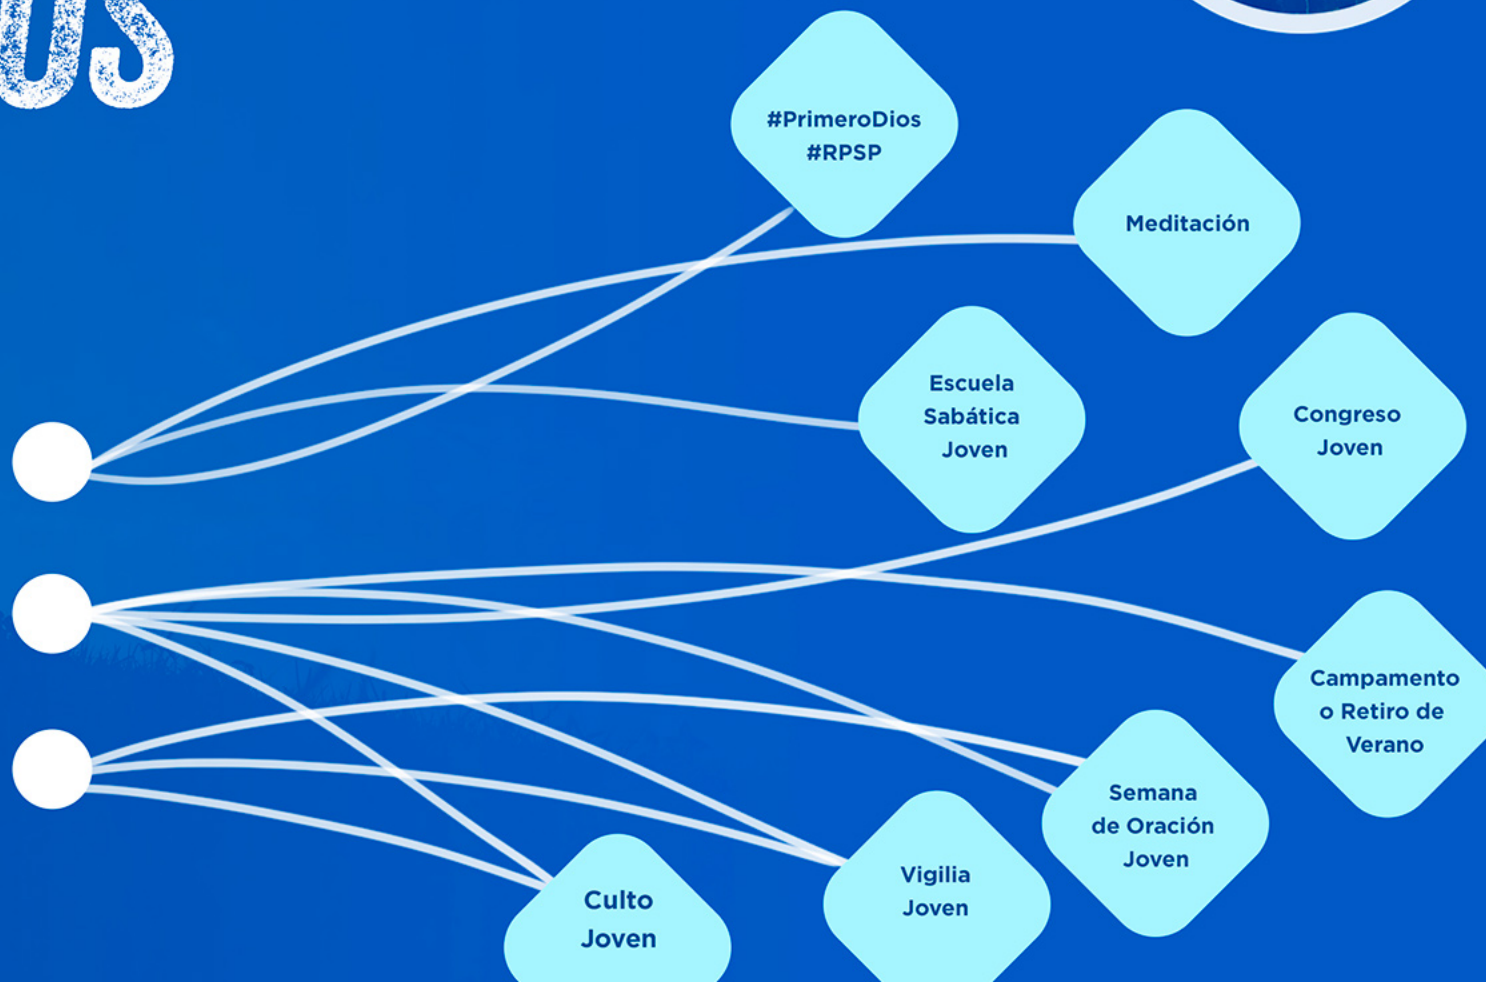 US
#PrimeroDios
#RPSP
Meditación
Escuela
Sabática
Joven
Congreso
Joven
Campamento
o Retiro de
Verano
Semana
de Oración
Joven
Vigilia
Joven
Culto
Joven